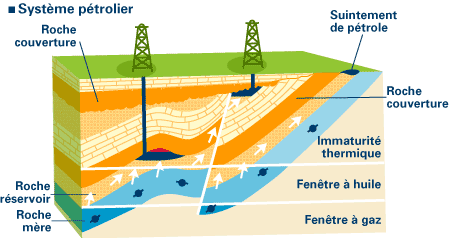 ■ Système pétrolier
Roche
couverture
Suintement
de pétrole
Roche
couverture
Immaturité
thermique
Fenêtre à huile
Fenêtre à gaz
Roche
réservoir
Roche
mère